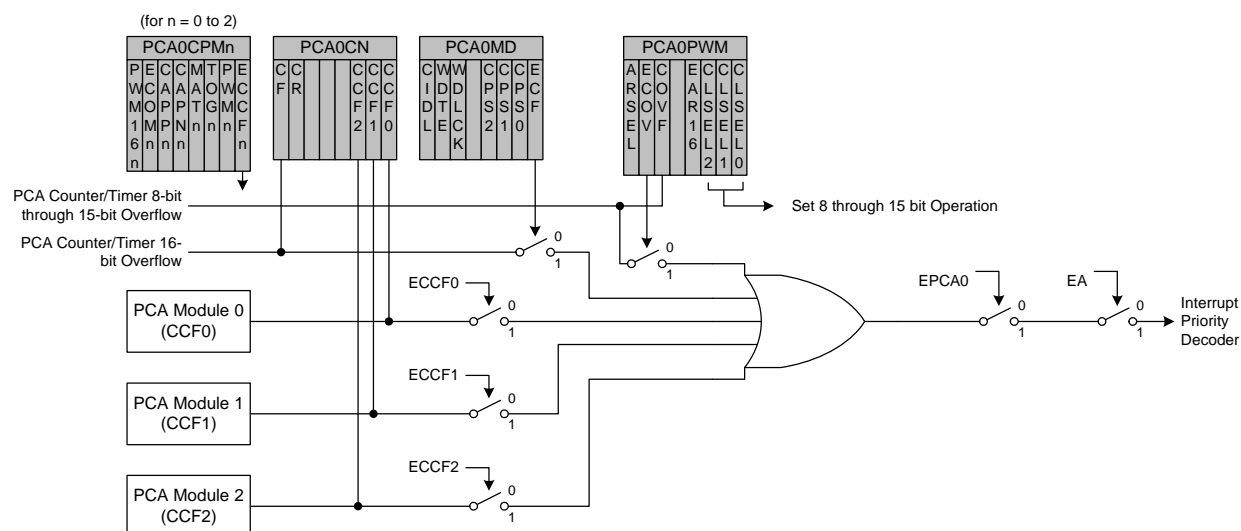 (for n = 0 to 2)
PCA0CPMn
PWM16n
ECOMn
CAPPn
CAPNn
MATn
TOGn
PWMn
ECCFn
PCA0CN
CF
CR
CCF2
CCF1
CCF0
PCA0MD
CIDL
WDTE
WDLCK
CPS2
CPS1
CPS0
ECF
PCA0PWM
ARSEL
ECOV
COVF
EAR16
CLSEL2
CLSEL1
CLSEL0
PCA Counter/Timer 8-bit
through 15-bit Overflow
Set 8 through 15 bit Operation
PCA Counter/Timer 16-
bit Overflow
0
1
0
1
PCA Module 0
(CCF0)
ECCF0
0
1
EPCA0
0
1
EA
0
1
Interrupt
Priority
Decoder
PCA Module 1
(CCF1)
ECCF1
0
1
PCA Module 2
(CCF2)
ECCF2
0
1